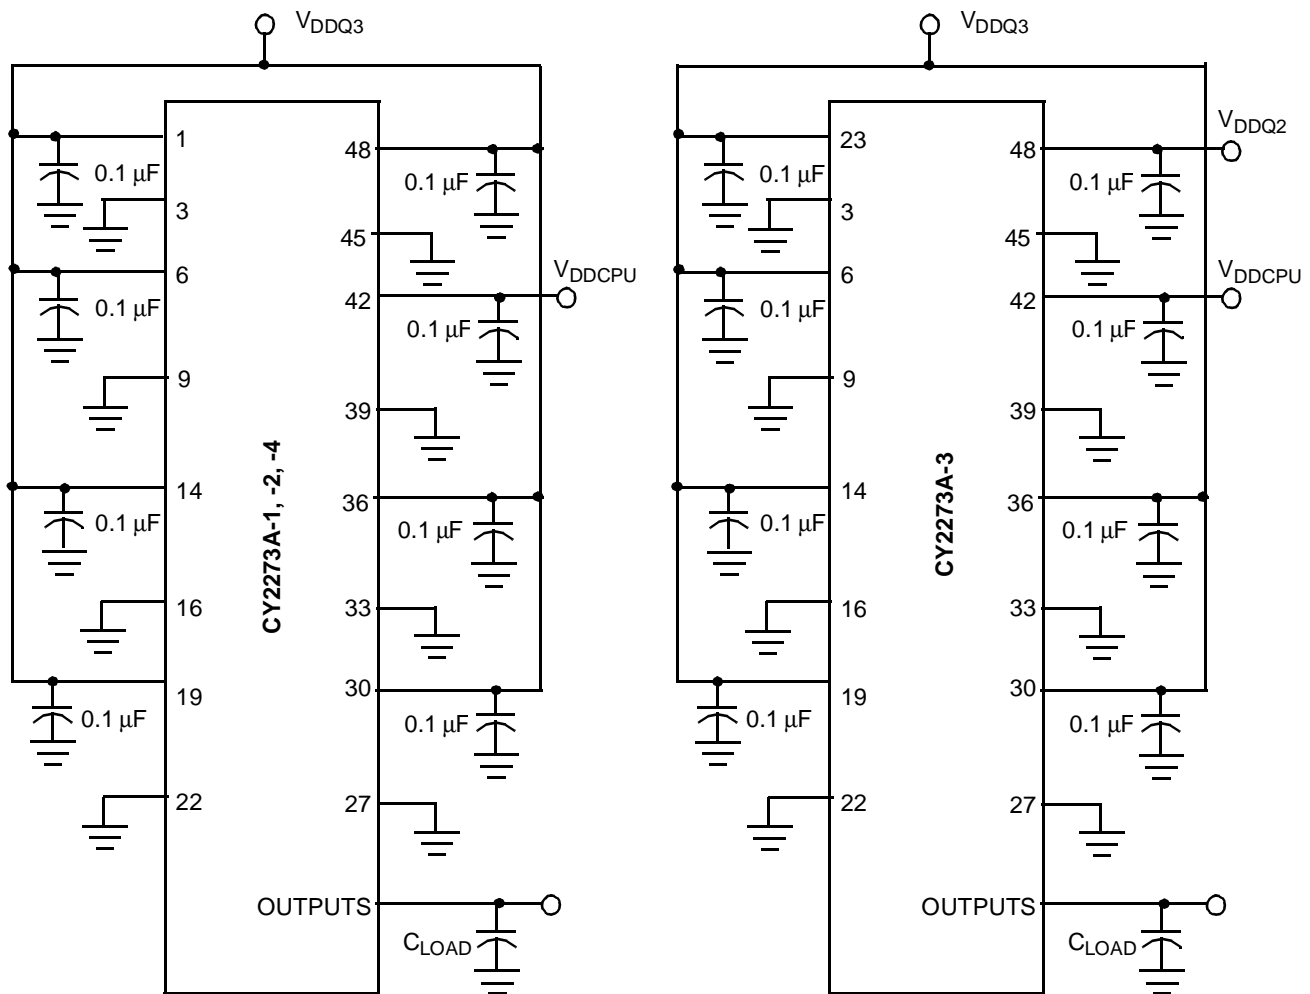 VDDQ3
1
0.1 µF
3
6
0.1 µF
9
14
0.1 µF
16
19
0.1 µF
22
CY2273A-1, -2, -4
48
0.1 µF
45
VDDCPU
42
0.1 µF
39
36
0.1 µF
33
30
0.1 µF
27
OUTPUTS
CLOAD
VDDQ3
23
0.1 µF
3
6
0.1 µF
9
14
0.1 µF
16
19
0.1 µF
22
CY2273A-3
VDDQ2
48
0.1 µF
45
VDDCPU
42
0.1 µF
39
36
0.1 µF
33
30
0.1 µF
27
OUTPUTS
CLOAD